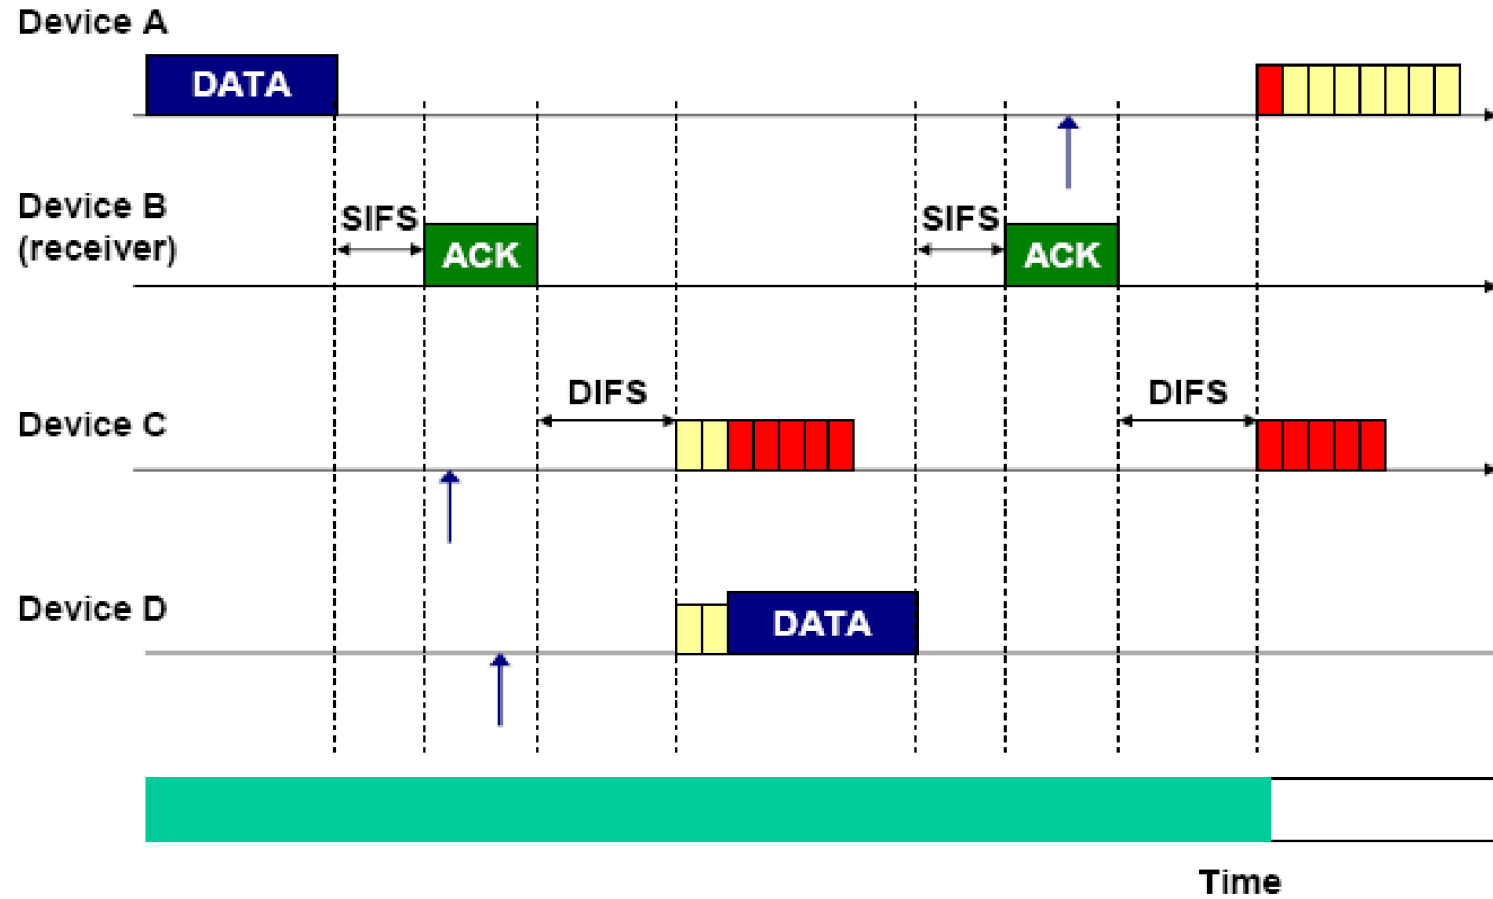 Device A
DATA
Device B
(receiver)
SIFS
ACK
SIFS
ACK
Device C
DIFS
DIFS
Device D
DATA
Time